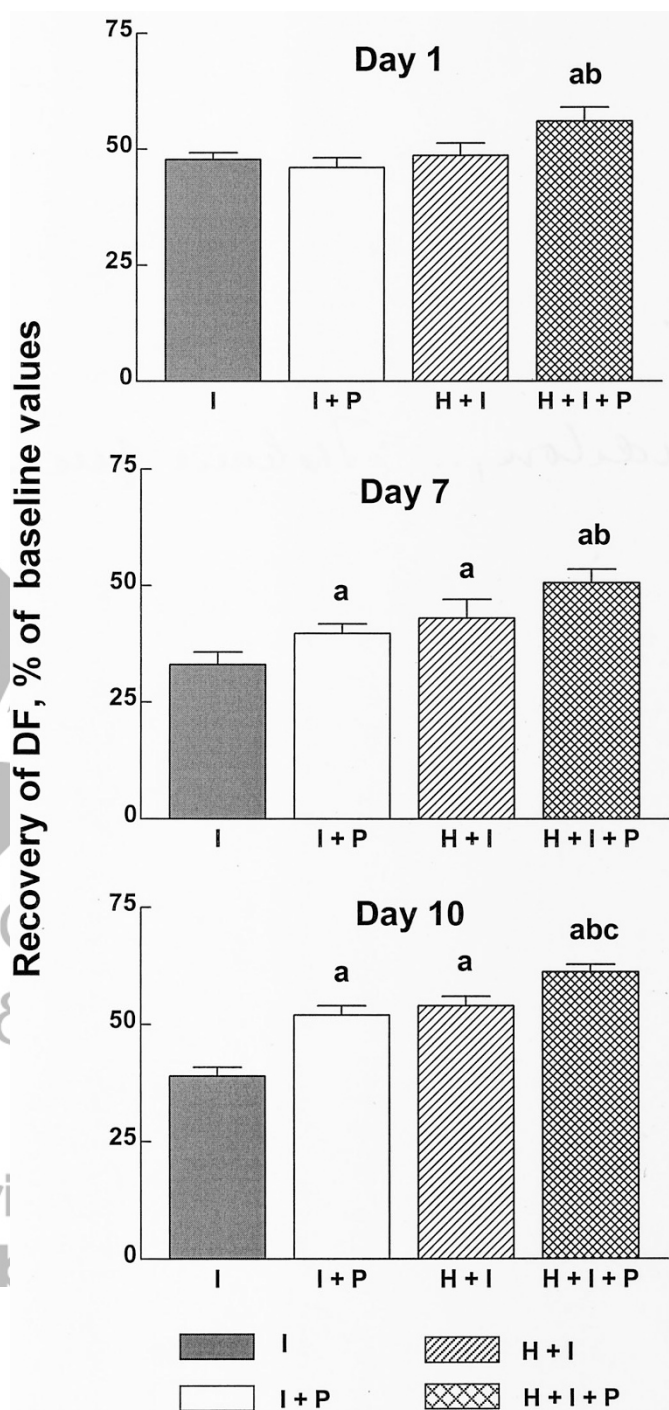 Recovery of DF, % of baseline values
Day 1
75
50
25
0
ab
I
I + P
H + I
H + I + P
Day 7
75
50
25
0
a
a
ab
I
I + P
H + I
H + I + P
Day 10
75
50
25
0
a
a
abc
I
I + P
H + I
H + I + P
I
H + I
I + P
H + I + P